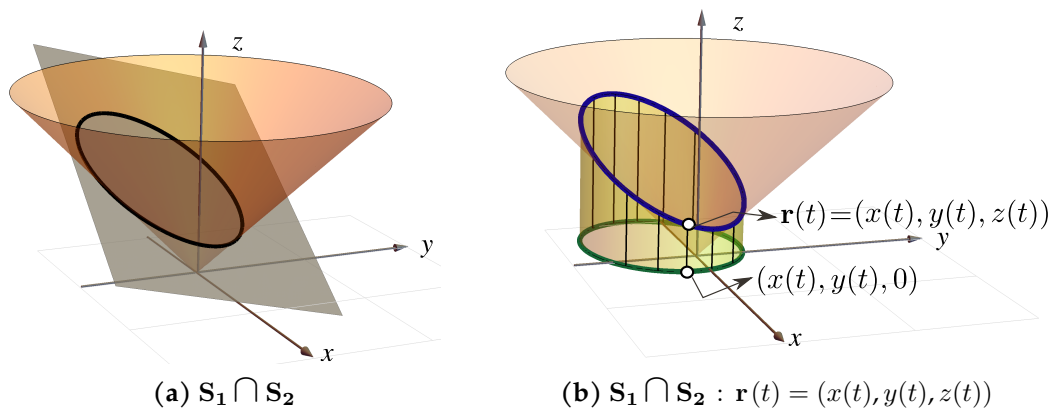 z
y
x
(a) S₁ ⋂ S₂
z
r(t)=(x(t), y(t), z(t))
y
(x(t), y(t), 0)
x
(b) S₁ ⋂ S₂ : r(t) = (x(t), y(t), z(t))